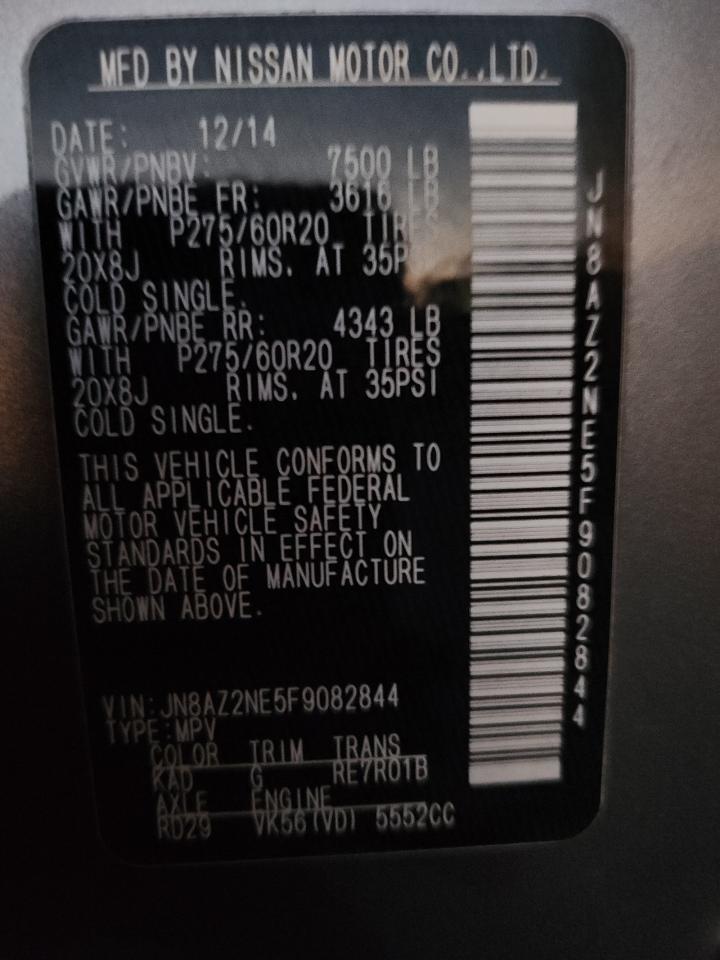 MFD BY NISSAN MOTOR CO.,LTD.
DATE: 12/14
GVWR/PNBV: 7500 LB
GAWR/PNBE FR: 3616 LB
WITH P275/60R20 TIRES
20X8J RIMS. AT 35P
COLD SINGLE.
GAWR/PNBE RR: 4343 LB
WITH P275/60R20 TIRES
20X8J RIMS. AT 35PSI
COLD SINGLE.
THIS VEHICLE CONFORMS TO
ALL APPLICABLE FEDERAL
MOTOR VEHICLE SAFETY
STANDARDS IN EFFECT ON
THE DATE OF MANUFACTURE
SHOWN ABOVE.
VIN:JN8AZ2NE5F9082844
TYPE:MPV
COLOR TRIM TRANS
KAD G RE7R01B
AXLE ENGINE
RD29 VK56(VD) 5552CC
JN8AZ2NE5F9082844